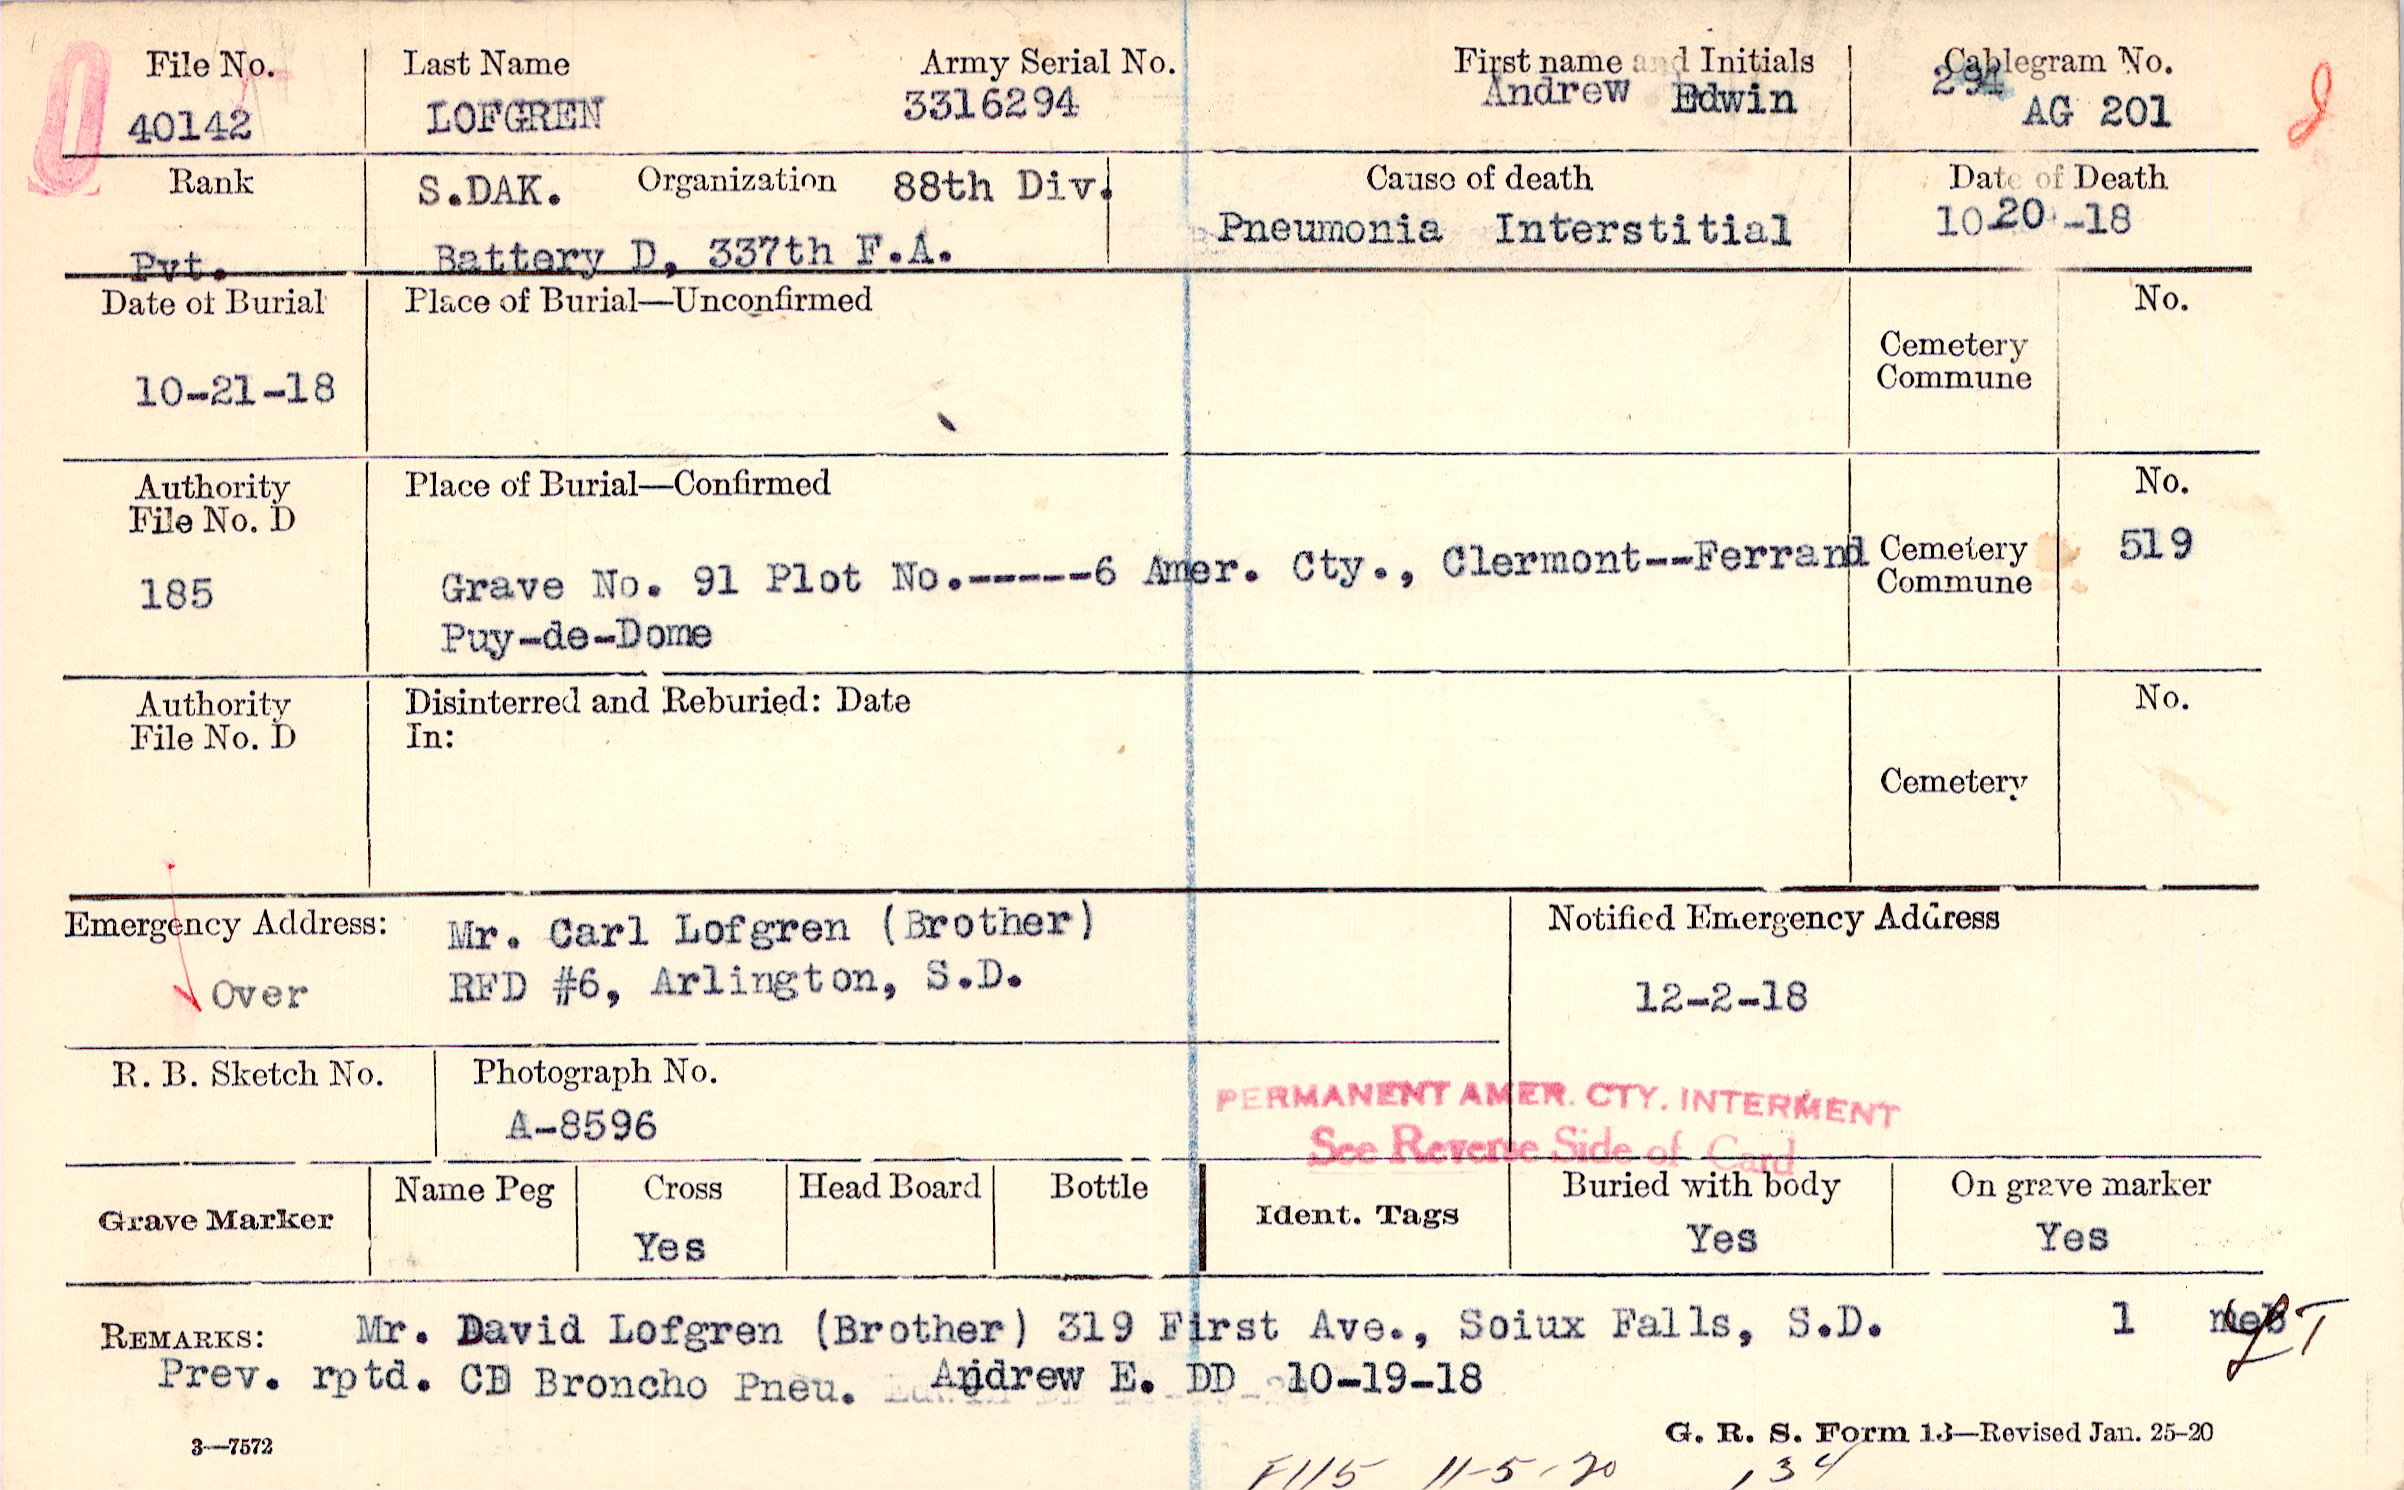 File No. Last Name Army Serial No. First name and Initials Cablegram No.
40142 LOFGREN 3316294 Andrew Edwin 294 AG 201
Rank S.DAK. Organization 88th Div. Cause of death Date of Death
Pvt. Battery D, 337th F.A. Pneumonia Interstitial 10 20 -18
Date of Burial Place of Burial—Unconfirmed No.
Cemetery
Commune
10-21-18
Authority Place of Burial—Confirmed No.
File No. D
185 Grave No. 91 Plot No.-----6 Amer. Cty., Clermont--Ferrand Cemetery 519
Commune
Puy-de-Dome
Authority Disinterred and Reburied: Date No.
File No. D In:
Cemetery
Emergency Address: Mr. Carl Lofgren (Brother) Notified Emergency Address
Over RFD #6, Arlington, S.D. 12-2-18
R. B. Sketch No. Photograph No.
A-8596
PERMANENT AMER. CTY. INTERMENT
See Reverse Side of Card
Grave Marker Name Peg Cross Head Board Bottle Ident. Tags Buried with body On grave marker
Yes Yes Yes
REMARKS: Mr. David Lofgren (Brother) 319 First Ave., Soiux Falls, S.D. 1 meb
Prev. rptd. CD Broncho Pneu. Andrew E. DD 10-19-18
3—7572 G. R. S. Form 13—Revised Jan. 25-20
F115 11-5-20 134